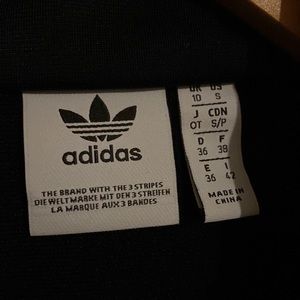 adidas
THE BRAND WITH THE 3 STRIPES
DIE WELTMARKE MIT DEN 3 STREIFEN
LA MARQUE AUX 3 BANDES
UK US
10 S
J CDN
OT S/P
D F
36 38
E I
36 42
MADE IN
CHINA